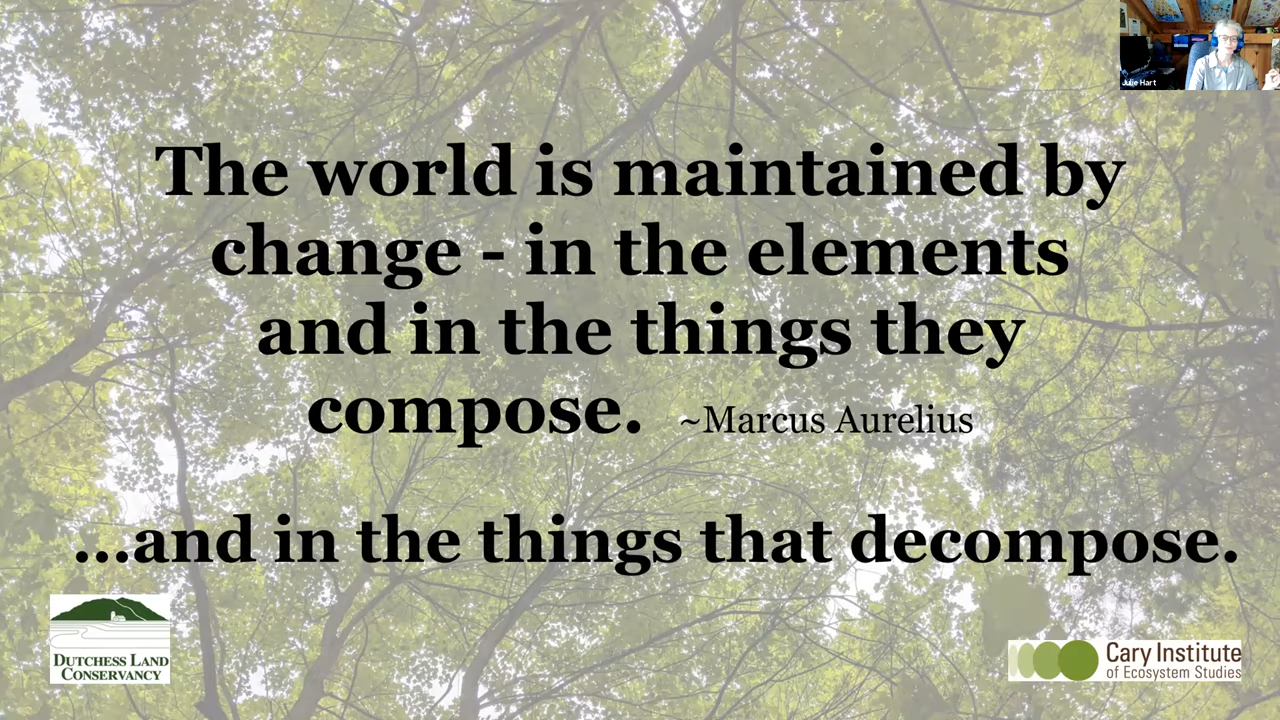 Julie Hart
The world is maintained by
change - in the elements
and in the things they
compose. ~Marcus Aurelius
...and in the things that decompose.
DUTCHESS LAND
CONSERVANCY
Cary Institute
of Ecosystem Studies